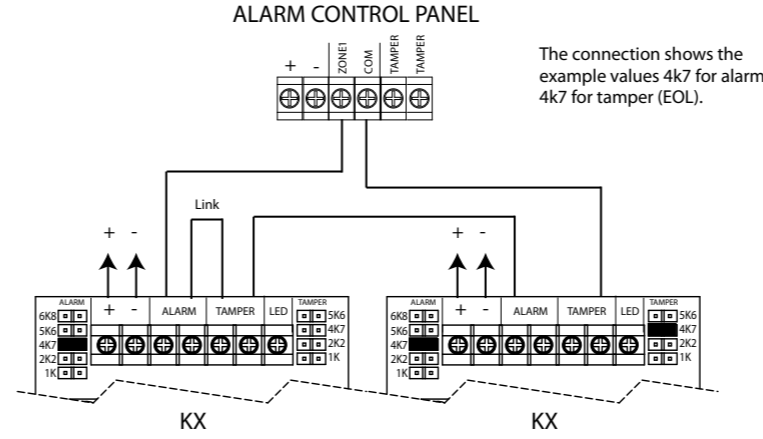 ALARM CONTROL PANEL
+ - ZONE1 COM TAMPER TAMPER
The connection shows the
example values 4k7 for alarm
4k7 for tamper (EOL).
Link
+ -
+ -
ALARM + - ALARM TAMPER LED TAMPER
6K8 5K6
5K6 4K7
4K7 2K2
2K2 1K
1K
ALARM + - ALARM TAMPER LED TAMPER
6K8 5K6
5K6 4K7
4K7 2K2
2K2 1K
1K
KX
KX